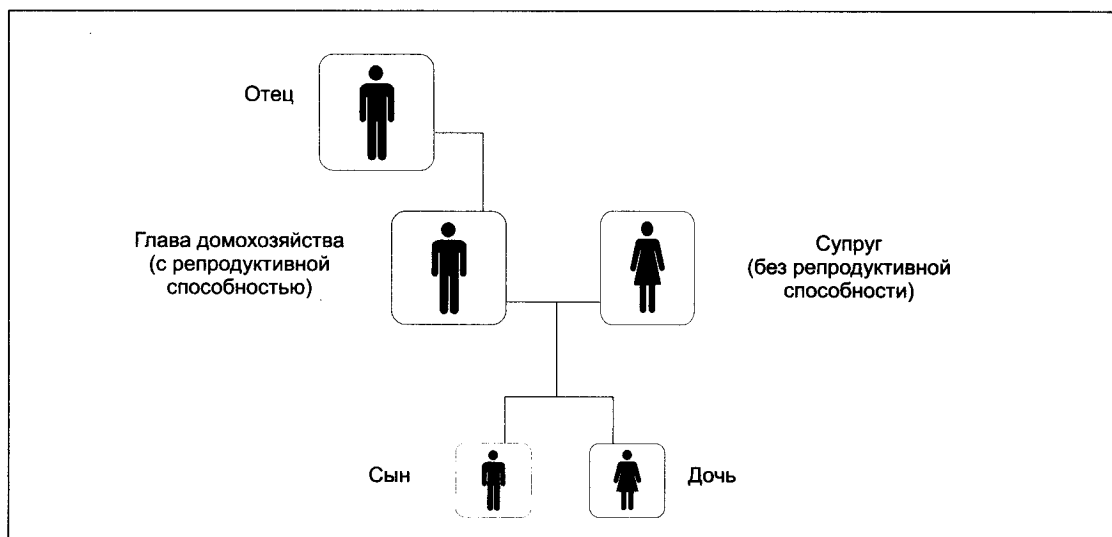 Отец
Глава домохозяйства
(с репродуктивной
способностью)
Супруг
(без репродуктивной
способности)
Сын
Дочь